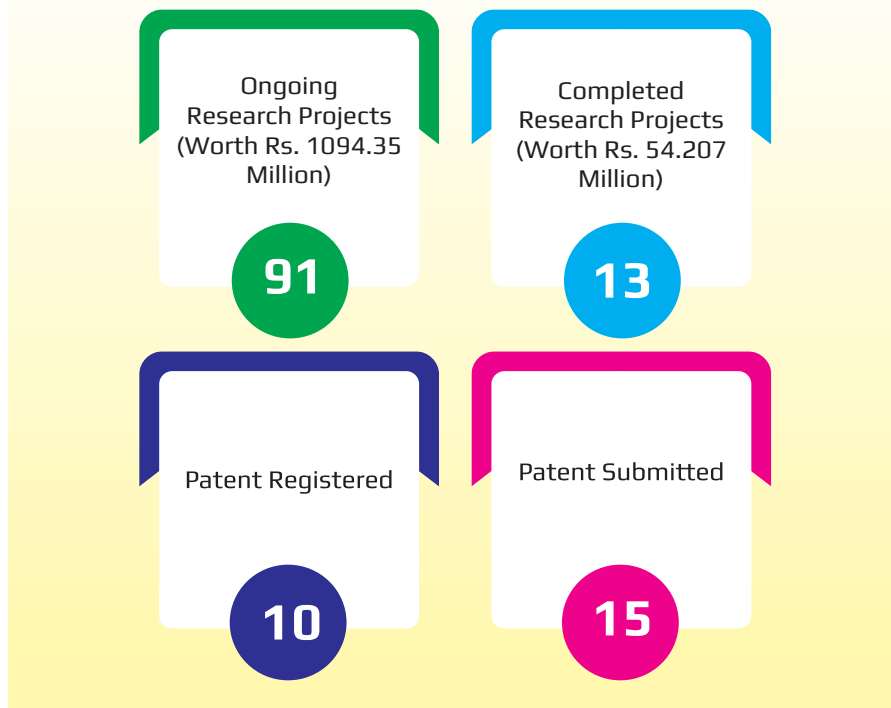 Ongoing
Research Projects
(Worth Rs. 1094.35
Million)
91
Completed
Research Projects
(Worth Rs. 54.207
Million)
13
Patent Registered
10
Patent Submitted
15